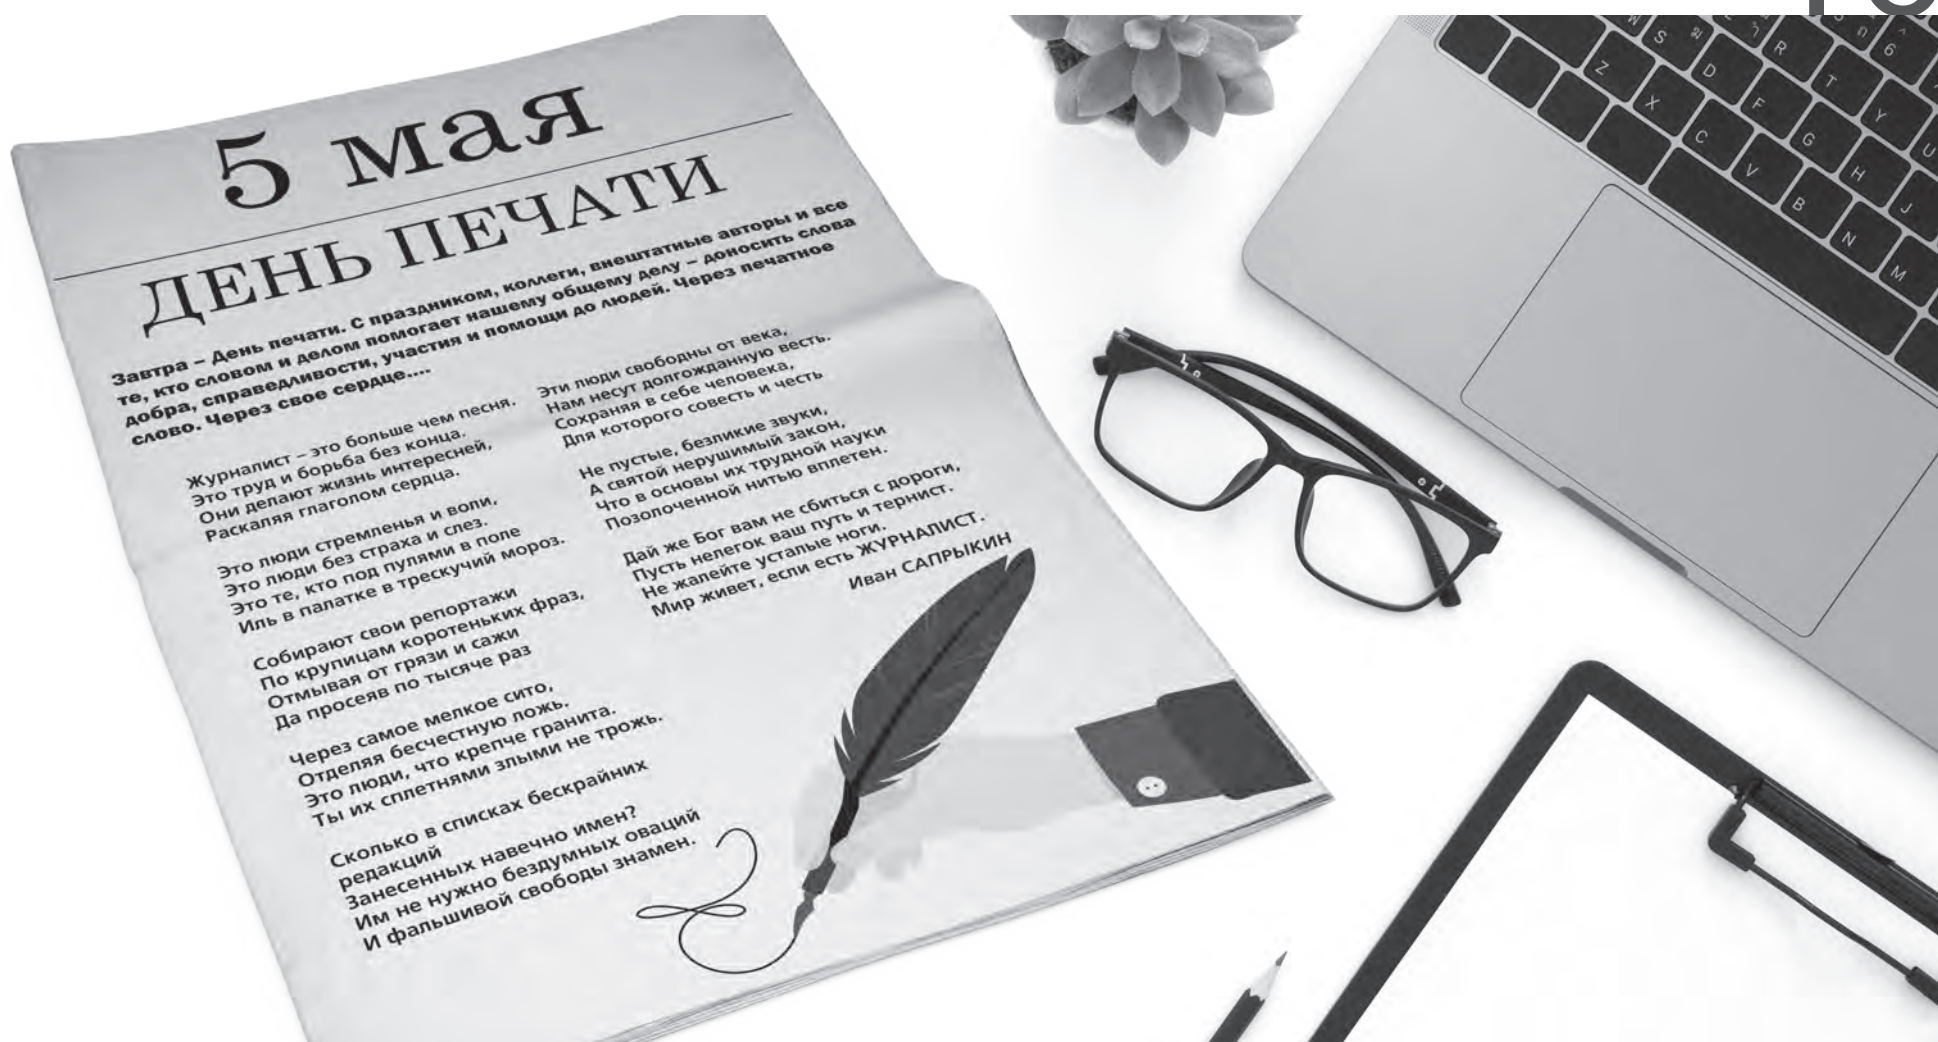 5 мая
ДЕНЬ ПЕЧАТИ
Завтра – День печати. С праздником, коллеги, внештатные авторы и все
те, кто словом и делом помогает нашему общему делу – доносить слова
добра, справедливости, участия и помощи до людей. Через печатное
слово. Через свое сердце....
Журналист – это больше чем песня.
Это труд и борьба без конца.
Они делают жизнь интересней,
Раскаляя глаголом сердца.
Это люди стремленья и воли,
Это люди без страха и слез.
Это те, кто под пулями в поле
Иль в палатке в трескучий мороз.
Собирают свои репортажи
По крупицам коротеньких фраз,
Отмывая от грязи и сажи
Да просеяв по тысяче раз
Через самое мелкое сито,
Отделяя бесчестную ложь.
Это люди, что крепче гранита.
Ты их сплетнями злыми не трожь.
Сколько в списках бескрайних
редакций
Занесенных навечно имен?
Им не нужно бездумных оваций
И фальшивой свободы знамен.
Эти люди свободны от века,
Нам несут долгожданную весть.
Сохраняя в себе человека,
Для которого совесть и честь
Не пустые, безликие звуки,
А святой нерушимый закон,
Что в основы их трудной науки
Позолоченной нитью вплетен.
Дай же Бог вам не сбиться с дороги,
Пусть нелегок ваш путь и тернист.
Не жалейте усталые ноги.
Мир живет, если есть ЖУРНАЛИСТ.
Иван САПРЫКИН
S
R
6
Z
D
T
X
F
Y
C
G
U
V
H
B
J
N
M